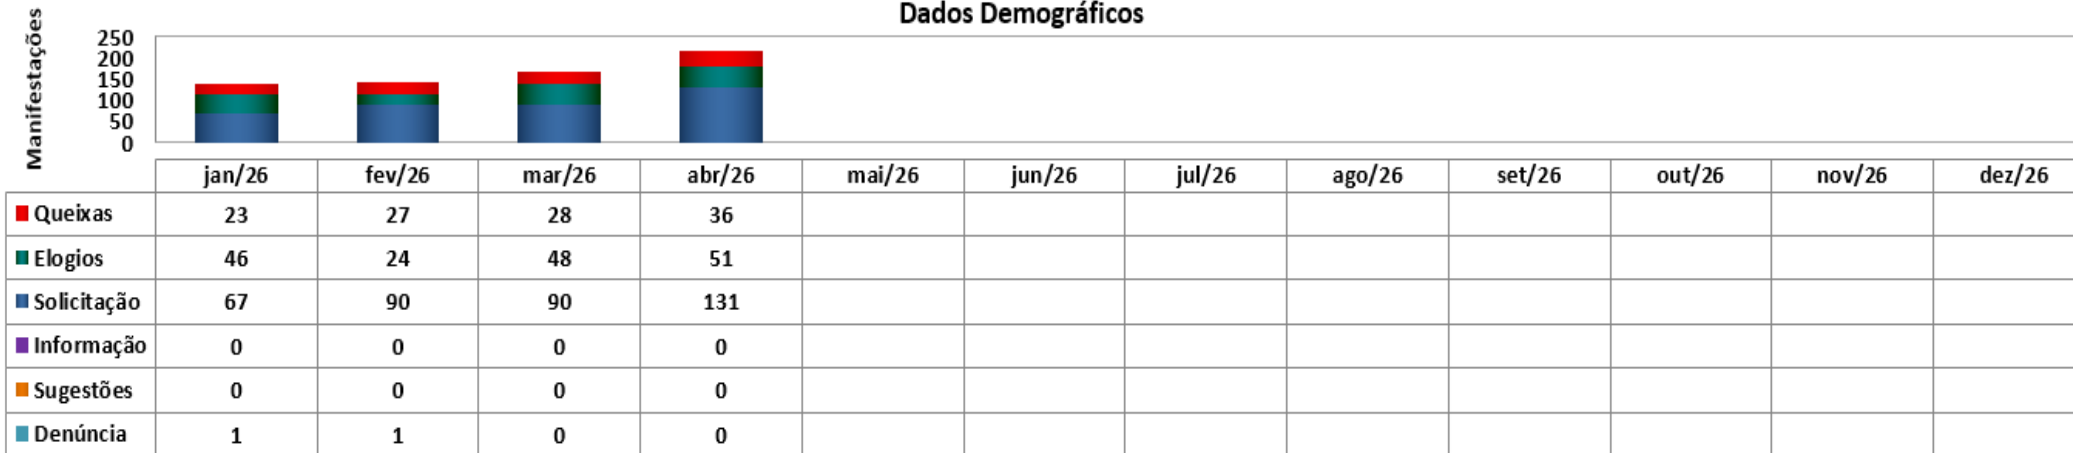 Dados Demográficos
Manifestações
250
200
150
100
50
0
jan/26 fev/26 mar/26 abr/26 mai/26 jun/26 jul/26 ago/26 set/26 out/26 nov/26 dez/26
Queixas 23 27 28 36
Elogios 46 24 48 51
Solicitação 67 90 90 131
Informação 0 0 0 0
Sugestões 0 0 0 0
Denúncia 1 1 0 0